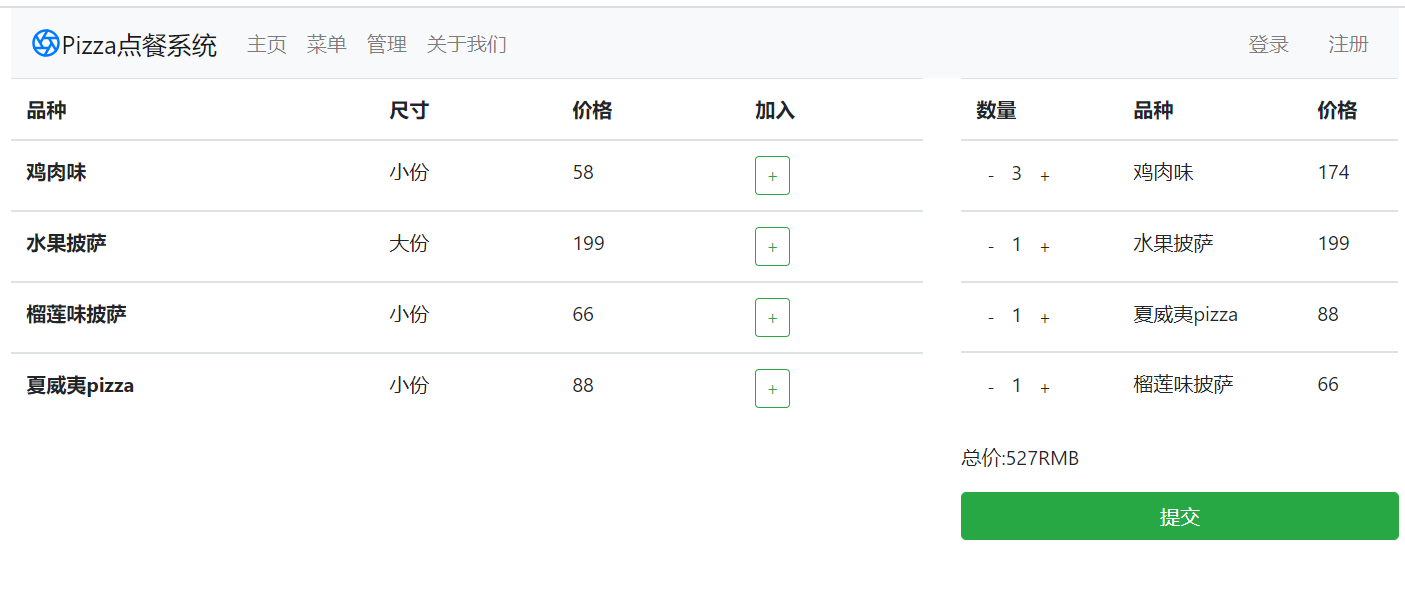 Pizza点餐系统 主页 菜单 管理 关于我们 登录 注册
品种 尺寸 价格 加入
鸡肉味 小份 58 +
水果披萨 大份 199 +
榴莲味披萨 小份 66 +
夏威夷pizza 小份 88 +
数量 品种 价格
- 3 + 鸡肉味 174
- 1 + 水果披萨 199
- 1 + 夏威夷pizza 88
- 1 + 榴莲味披萨 66
总价:527RMB
提交